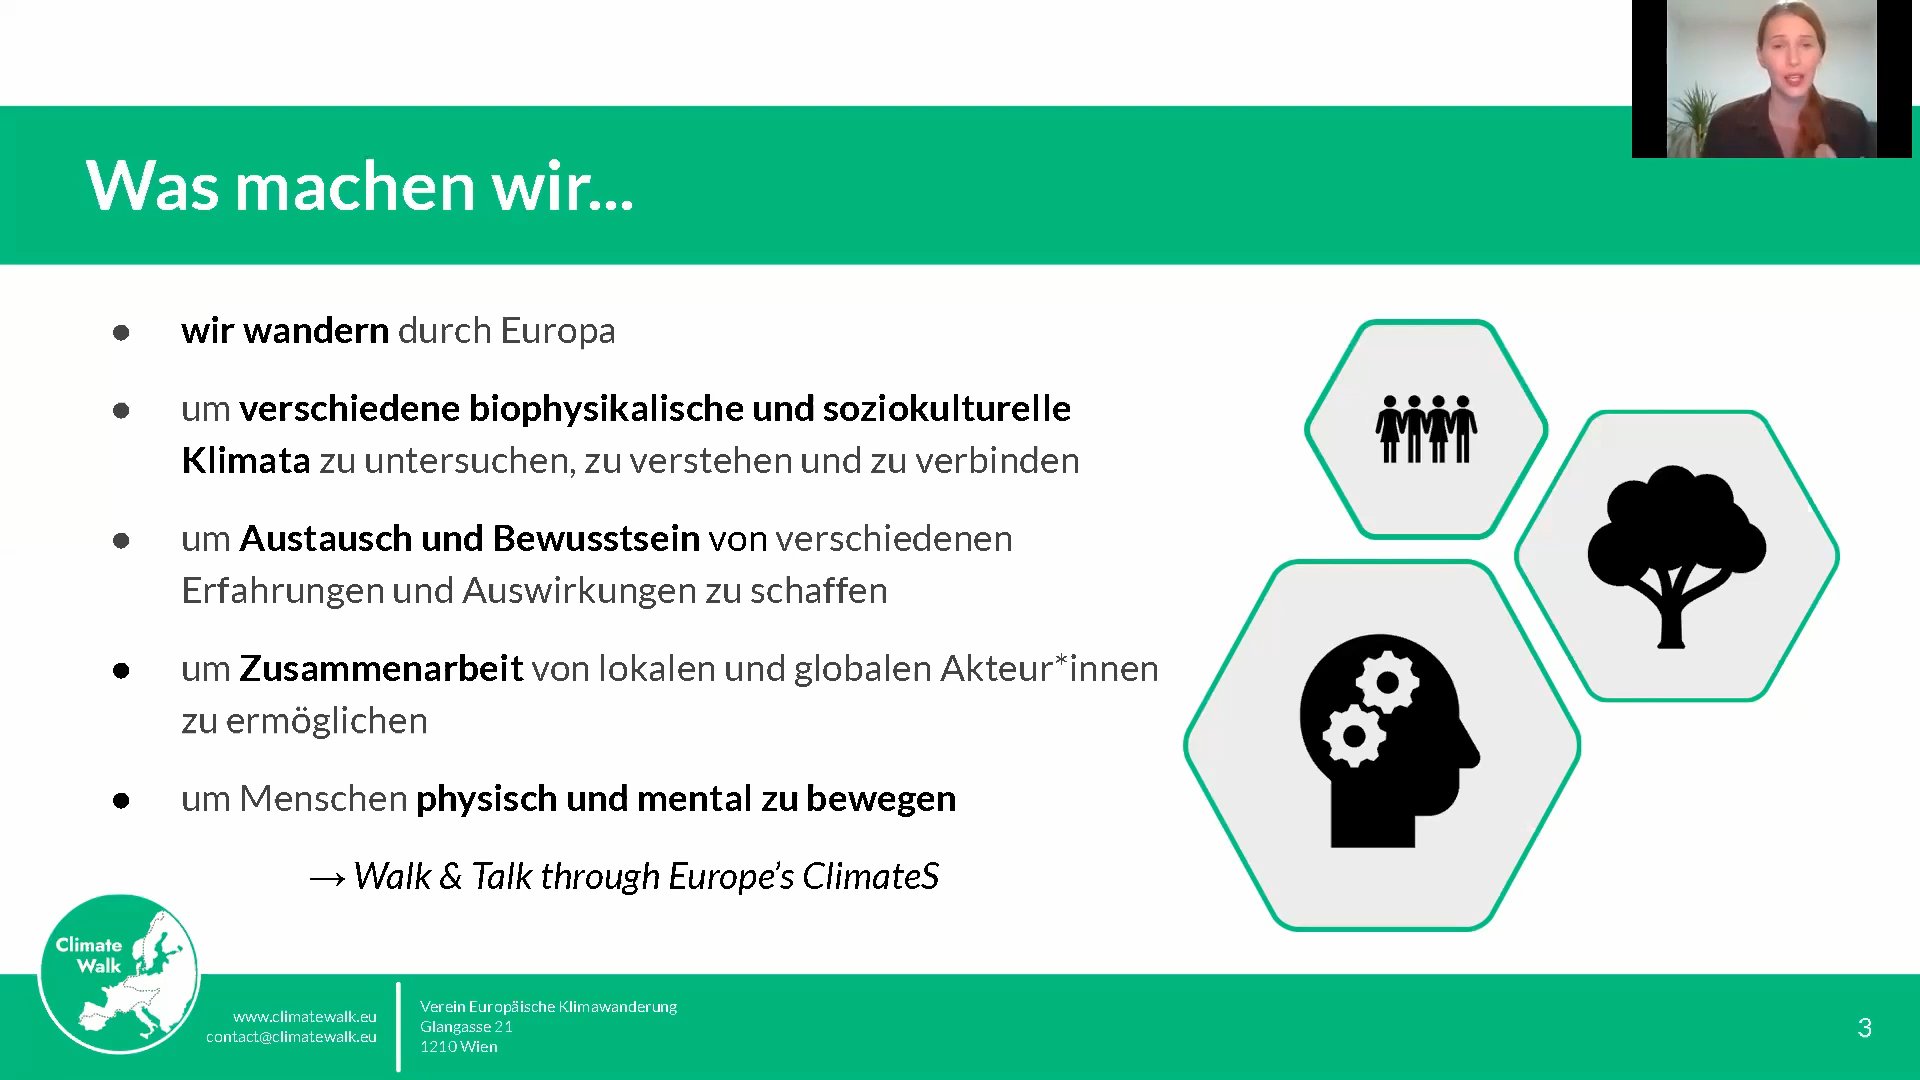 Was machen wir...
● wir wandern durch Europa
● um verschiedene biophysikalische und soziokulturelle
Klimata zu untersuchen, zu verstehen und zu verbinden
● um Austausch und Bewusstsein von verschiedenen
Erfahrungen und Auswirkungen zu schaffen
● um Zusammenarbeit von lokalen und globalen Akteur*innen
zu ermöglichen
● um Menschen physisch und mental zu bewegen
→ Walk & Talk through Europe's ClimateS
Climate
Walk
www.climatewalk.eu
contact@climatewalk.eu
Verein Europäische Klimawanderung
Glangasse 21
1210 Wien
3